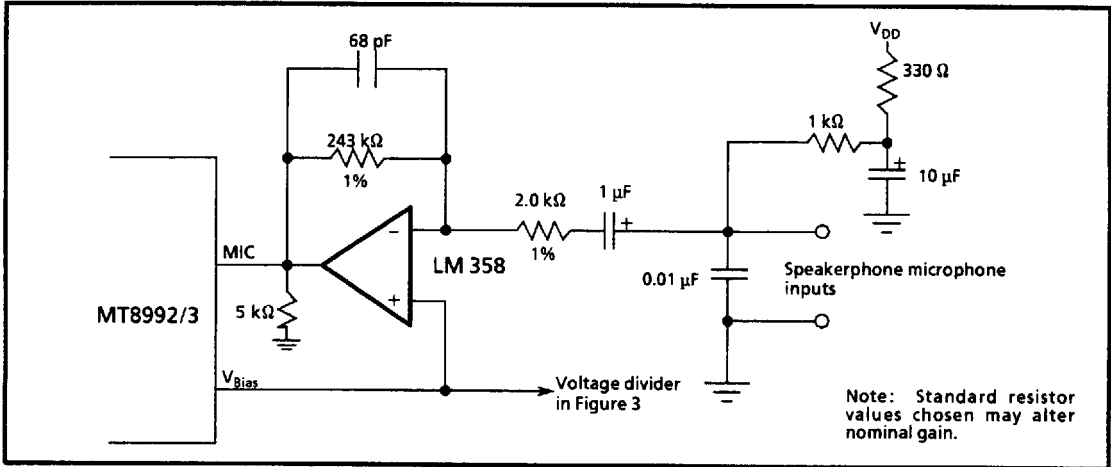 68 pF
V_DD
330 Ω
243 kΩ
1%
1 kΩ
+
10 µF
2.0 kΩ
1%
1 µF
+
MIC
−
LM 358
+
0.01 µF
Speakerphone microphone
inputs
MT8992/3
5 kΩ
V_Bias
Voltage divider
in Figure 3
Note: Standard resistor
values chosen may alter
nominal gain.